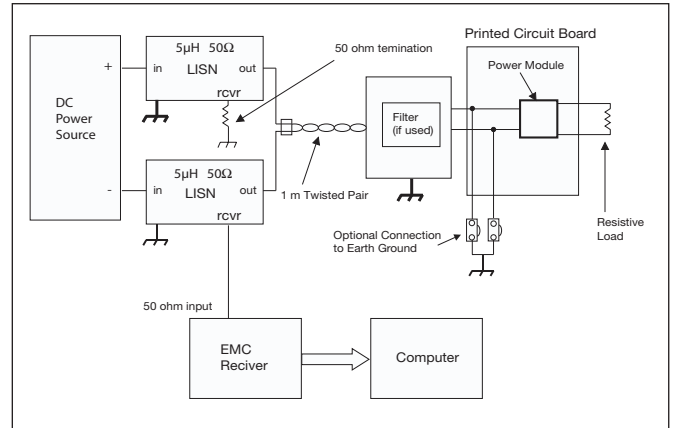 Printed Circuit Board
5µH 50Ω
50 ohm temination
+
in
LISN
out
Power Module
rcvr
DC
Power
Source
Filter
(if used)
5µH 50Ω
-
in
LISN
out
1 m Twisted Pair
rcvr
Optional Connection
to Earth Ground
Resistive
Load
50 ohm input
EMC
Reciver
Computer